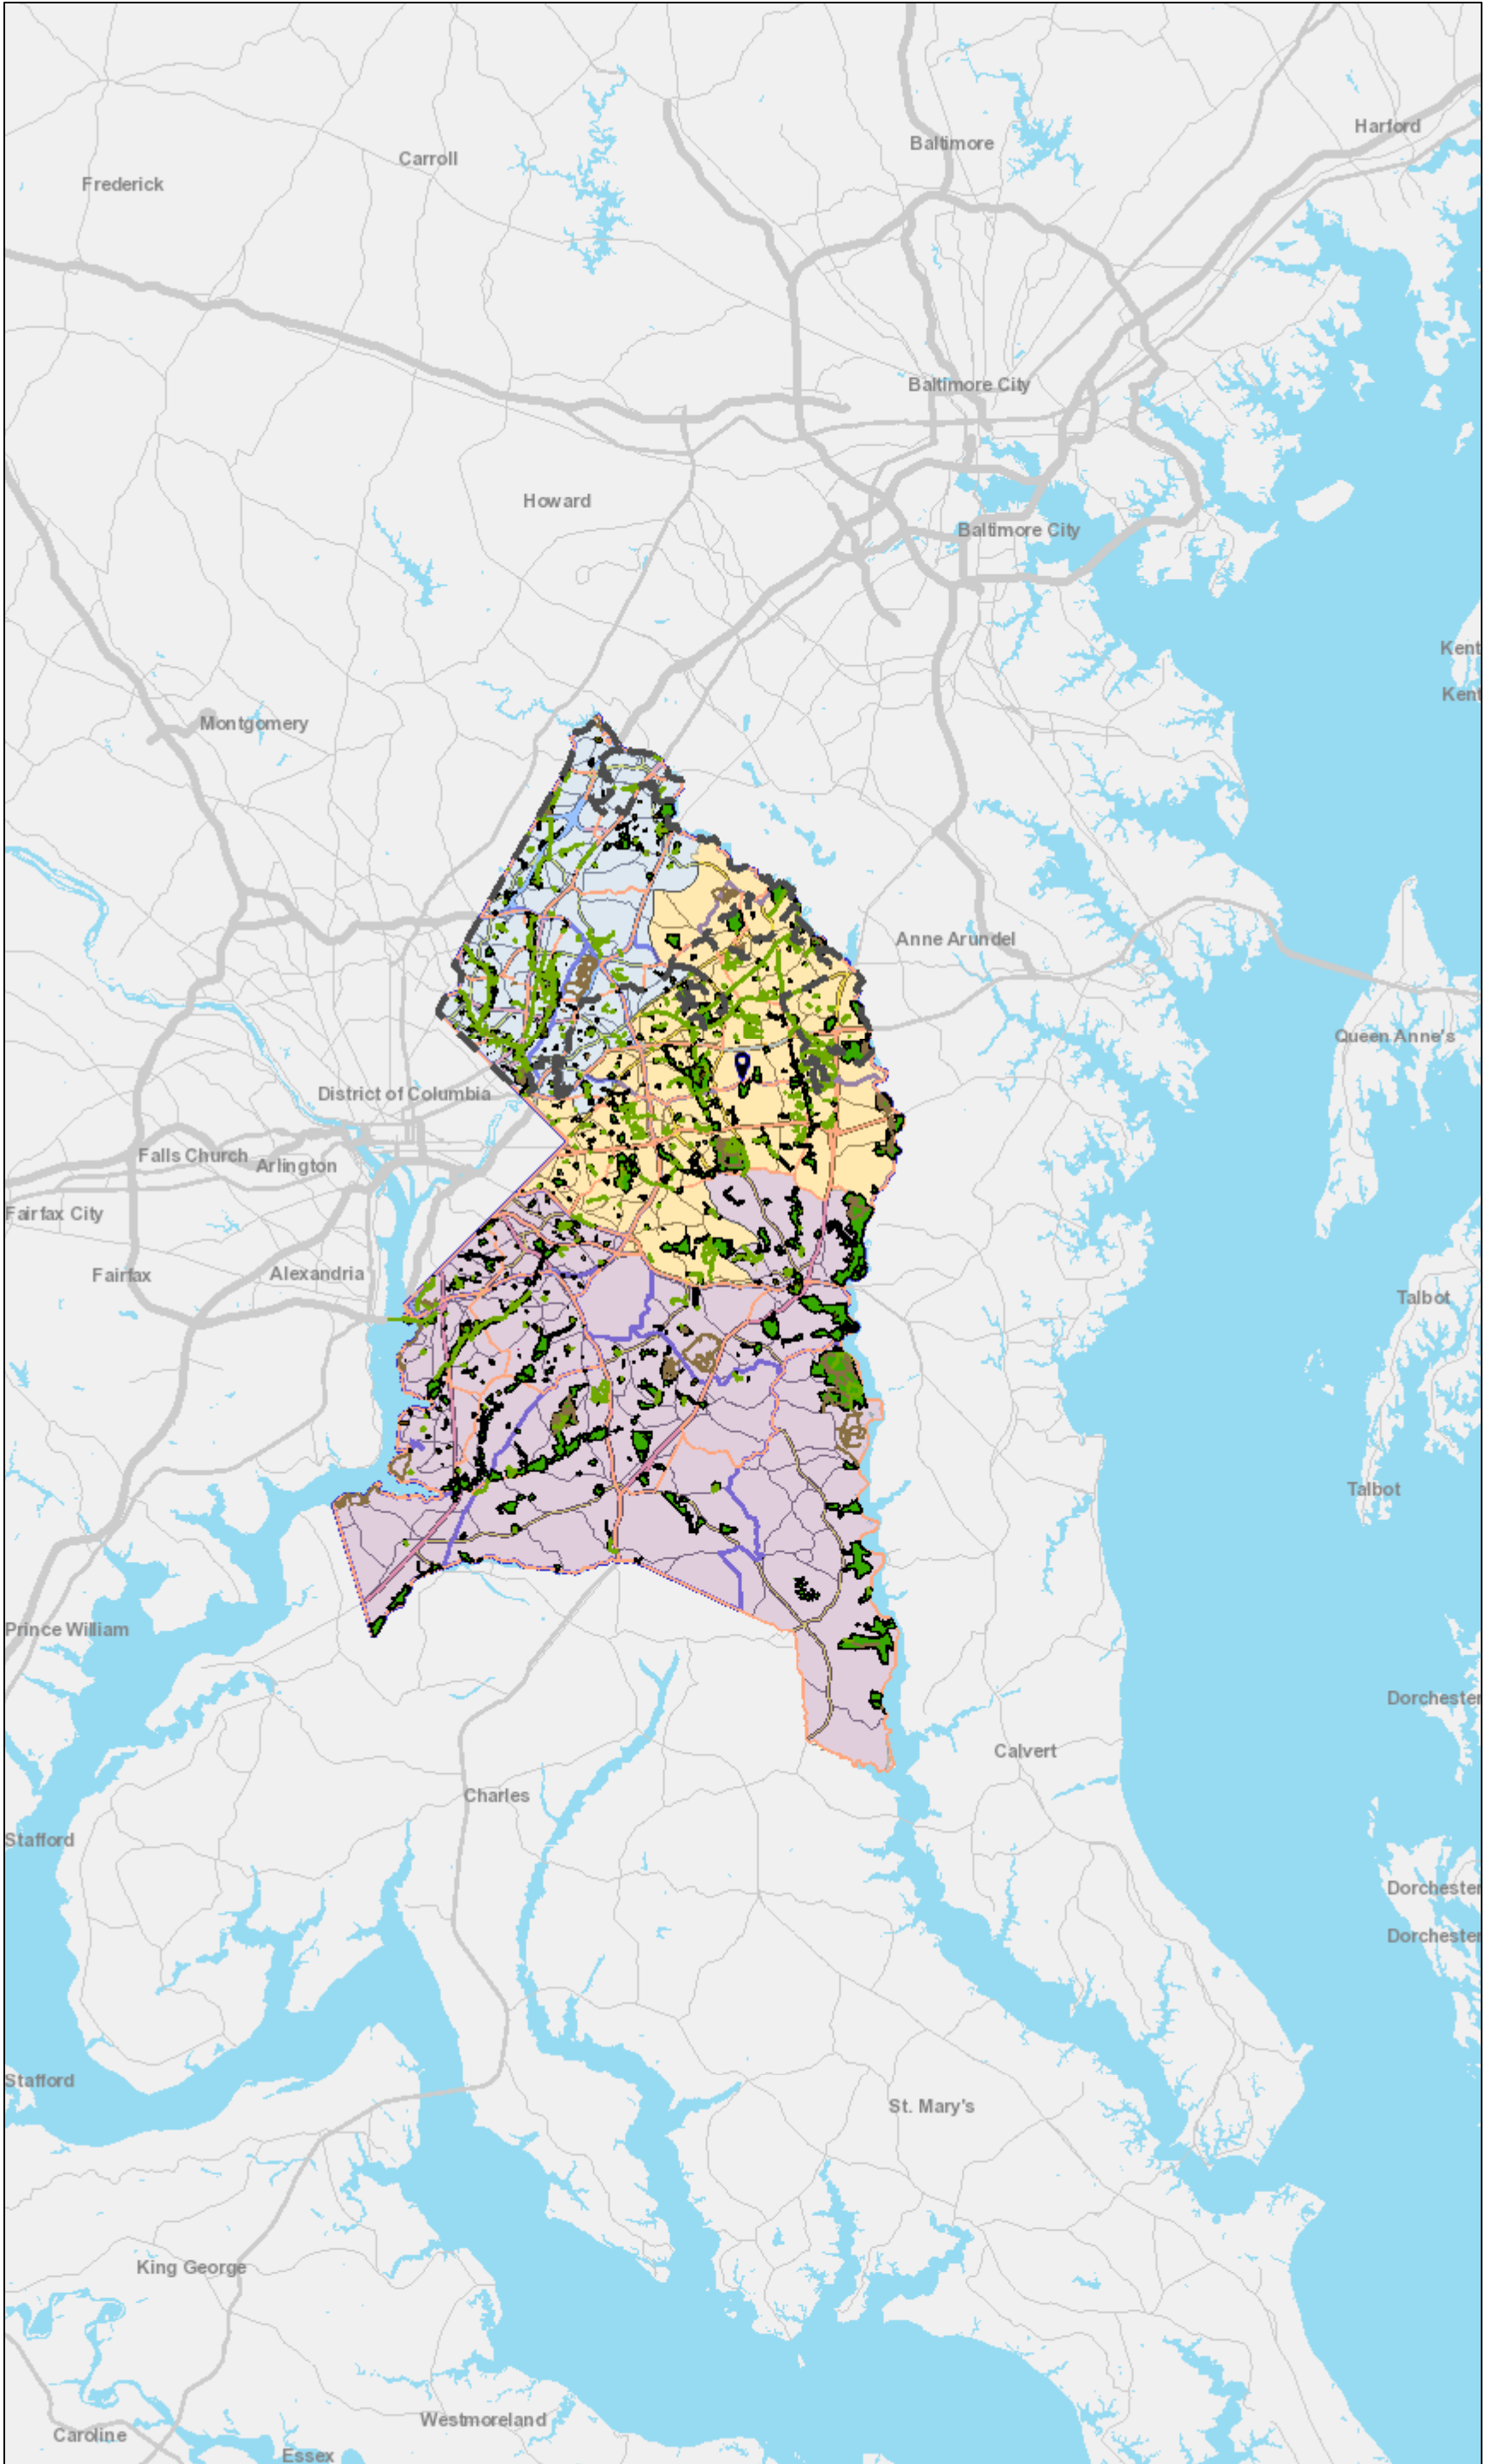 Harford
Baltimore
Carroll
Frederick
Baltimore City
Howard
Baltimore City
Kent
Kent
Montgomery
Anne Arundel
Queen Anne's
District of Columbia
Falls Church
Arlington
Fairfax City
Fairfax
Alexandria
Talbot
Talbot
Prince William
Dorchester
Calvert
Charles
Stafford
Dorchester
Dorchester
Stafford
St. Mary's
King George
Westmoreland
Caroline
Essex